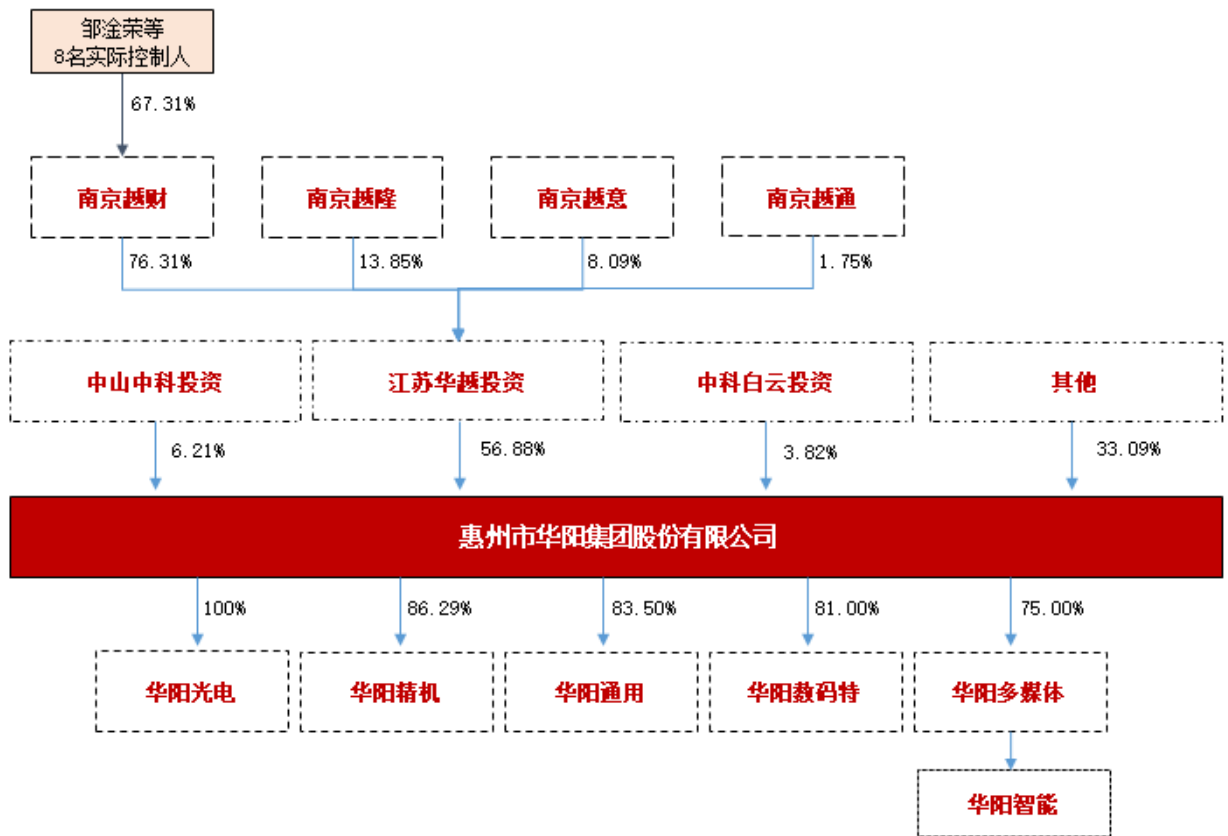 邹淦荣等
8名实际控制人
67.31%
南京越财
南京越隆
南京越意
南京越通
76.31%
13.85%
8.09%
1.75%
中山中科投资
江苏华越投资
中科白云投资
其他
6.21%
56.88%
3.82%
33.09%
惠州市华阳集团股份有限公司
100%
86.29%
83.50%
81.00%
75.00%
华阳光电
华阳精机
华阳通用
华阳数码特
华阳多媒体
华阳智能